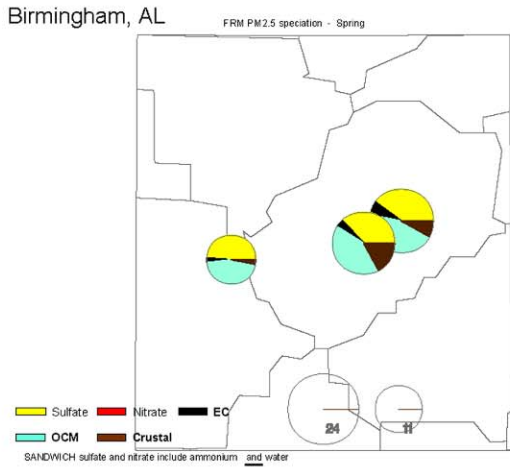 Birmingham, AL
FRM PM2.5 speciation - Spring
24 11
Sulfate Nitrate EC
OCM Crustal
SANDWICH sulfate and nitrate include ammonium and water